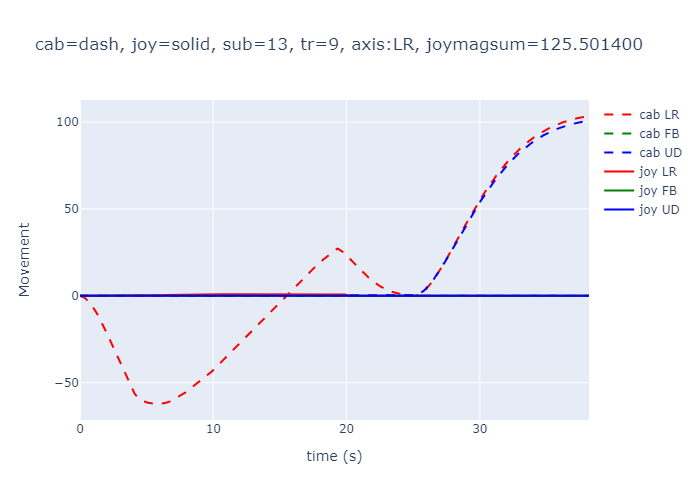 cab=dash, joy=solid, sub=13, tr=9, axis:LR, joymagsum=125.501400
100
50
0
−50
Movement
0
10
20
30
time (s)
cab LR
cab FB
cab UD
joy LR
joy FB
joy UD